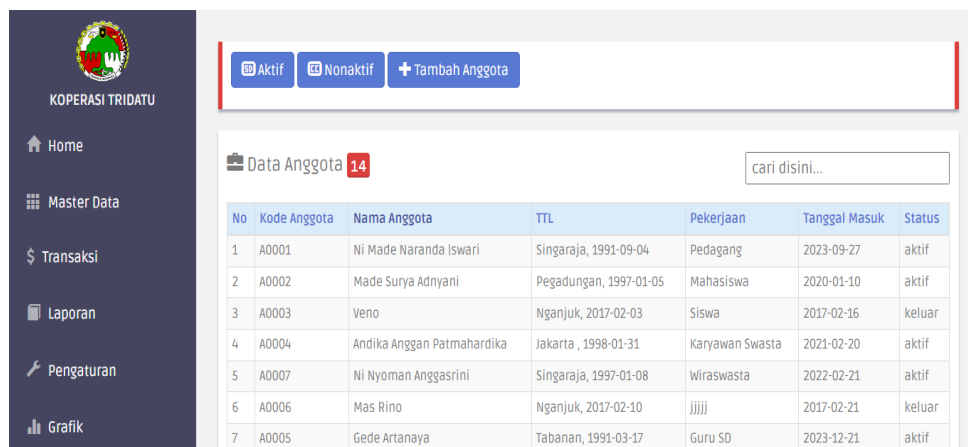 KOPERASI TRIDATU
Home
Master Data
Transaksi
Laporan
Pengaturan
Grafik
Aktif Nonaktif Tambah Anggota
Data Anggota 14
cari disini...
No Kode Anggota Nama Anggota TTL Pekerjaan Tanggal Masuk Status
1 A0001 Ni Made Naranda Iswari Singaraja, 1991-09-04 Pedagang 2023-09-27 aktif
2 A0002 Made Surya Adnyani Pegadungan, 1997-01-05 Mahasiswa 2020-01-10 aktif
3 A0003 Veno Nganjuk, 2017-02-03 Siswa 2017-02-16 keluar
4 A0004 Andika Anggan Patmahardika Jakarta , 1998-01-31 Karyawan Swasta 2021-02-20 aktif
5 A0007 Ni Nyoman Anggasrini Singaraja, 1997-01-08 Wiraswasta 2022-02-21 aktif
6 A0006 Mas Rino Nganjuk, 2017-02-10 jjjjj 2017-02-21 keluar
7 A0005 Gede Artanaya Tabanan, 1991-03-17 Guru SD 2023-12-21 aktif